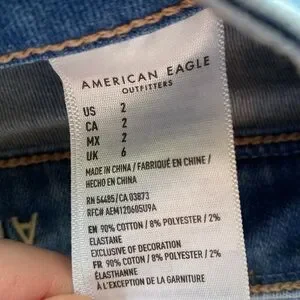 AMERICAN EAGLE
OUTFITTERS
US 2
CA 2
MX 2
UK 6
MADE IN CHINA / FABRIQUÉ EN CHINE /
HECHO EN CHINA
RN 54485/CA 03873
RFC# AEM120605U9A
EN 90% COTTON / 8% POLYESTER / 2%
ELASTANE
EXCLUSIVE OF DECORATION
FR 90% COTON / 8% POLYESTER / 2%
ÉLASTHANNE
À L'EXCEPTION DE LA GARNITURE